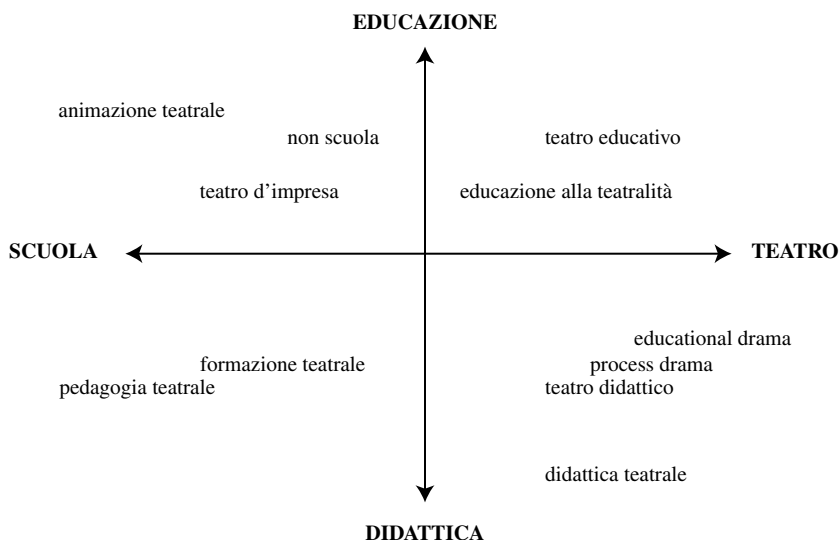 EDUCAZIONE
animazione teatrale
non scuola
teatro educativo
teatro d’impresa
educazione alla teatralità
SCUOLA
TEATRO
educational drama
formazione teatrale
process drama
pedagogia teatrale
teatro didattico
didattica teatrale
DIDATTICA